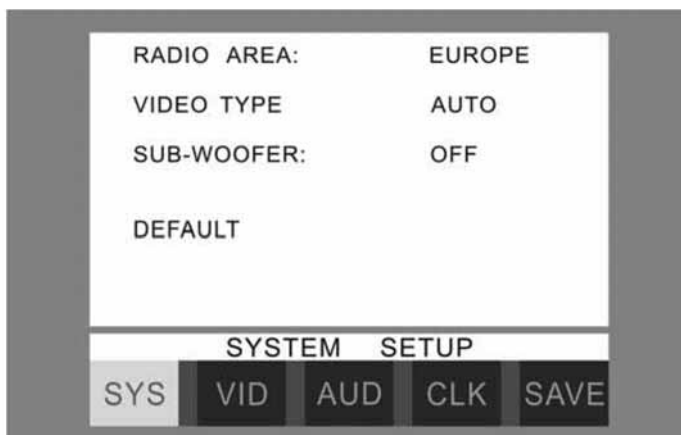 RADIO AREA: EUROPE
VIDEO TYPE AUTO
SUB-WOOFER: OFF
DEFAULT
SYSTEM SETUP
SYS VID AUD CLK SAVE